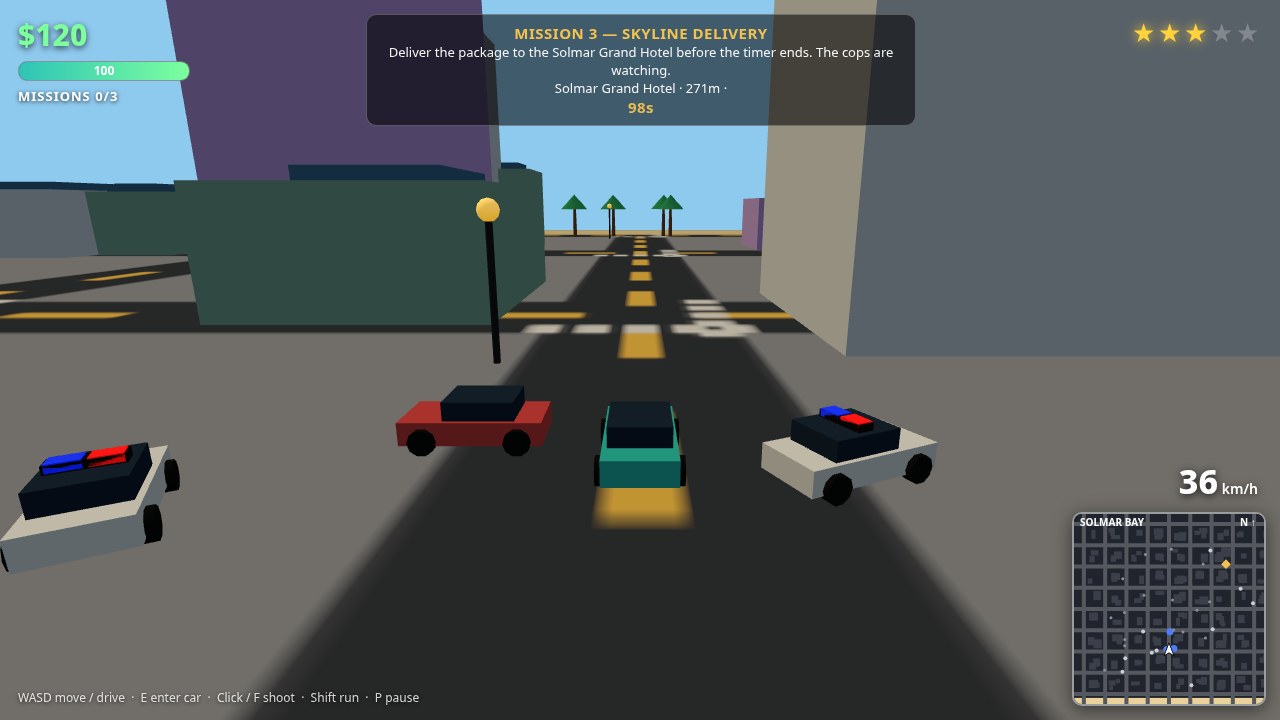 $120
100
MISSIONS 0/3
MISSION 3 — SKYLINE DELIVERY
Deliver the package to the Solmar Grand Hotel before the timer ends. The cops are
watching.
Solmar Grand Hotel · 271m ·
98s
★★★★★
36 km/h
SOLMAR BAY N ↑
WASD move / drive · E enter car · Click / F shoot · Shift run · P pause